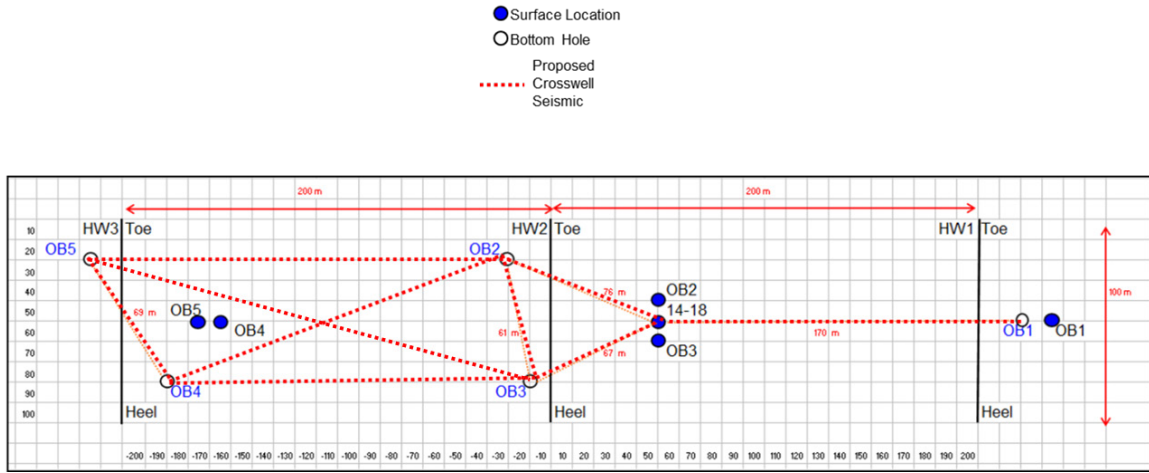 Surface Location
Bottom Hole
Proposed
Crosswell
Seismic
200 m
200 m
HW3 Toe
HW2 Toe
HW1 Toe
10
20
30
40
50
60
70
80
90
100
OB5
OB2
OB2
14-18
OB3
76 m
69 m
61 m
67 m
170 m
100 m
OB5
OB4
OB1
OB1
OB4
OB3
Heel
Heel
Heel
-200 -190 -180 -170 -160 -150 -140 -130 -120 -110 -100 -90 -80 -70 -60 -50 -40 -30 -20 -10 10 20 30 40 50 60 70 80 90 100 110 120 130 140 150 160 170 180 190 200